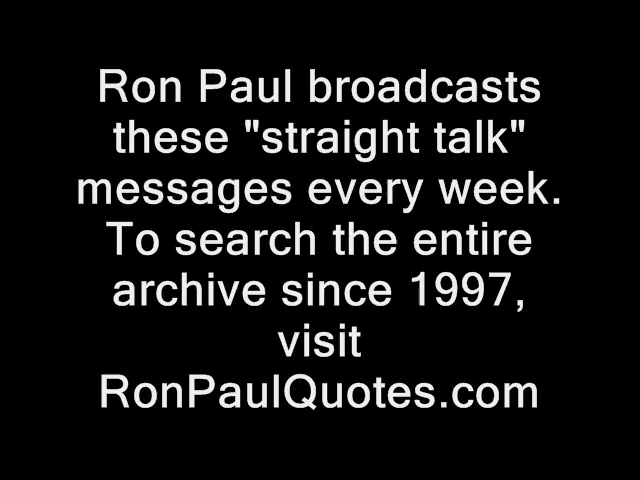 Ron Paul broadcasts
these "straight talk"
messages every week.
To search the entire
archive since 1997,
visit
RonPaulQuotes.com